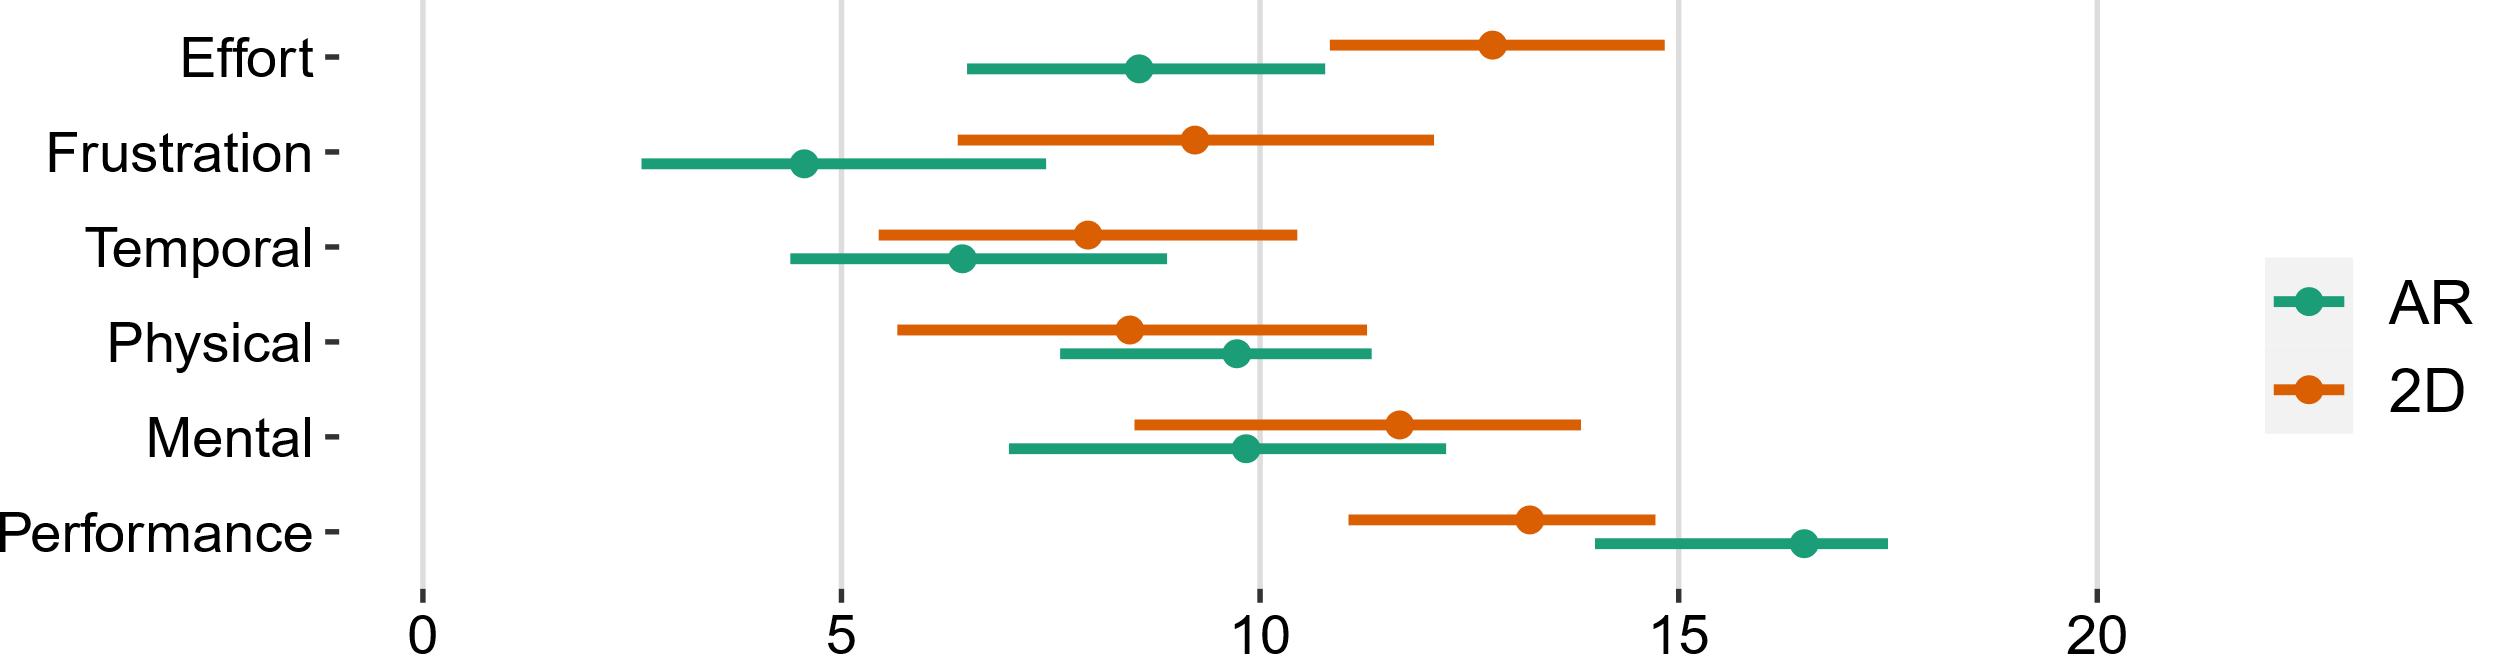 Effort
Frustration
Temporal
Physical
Mental
Performance
0 5 10 15 20
AR
2D